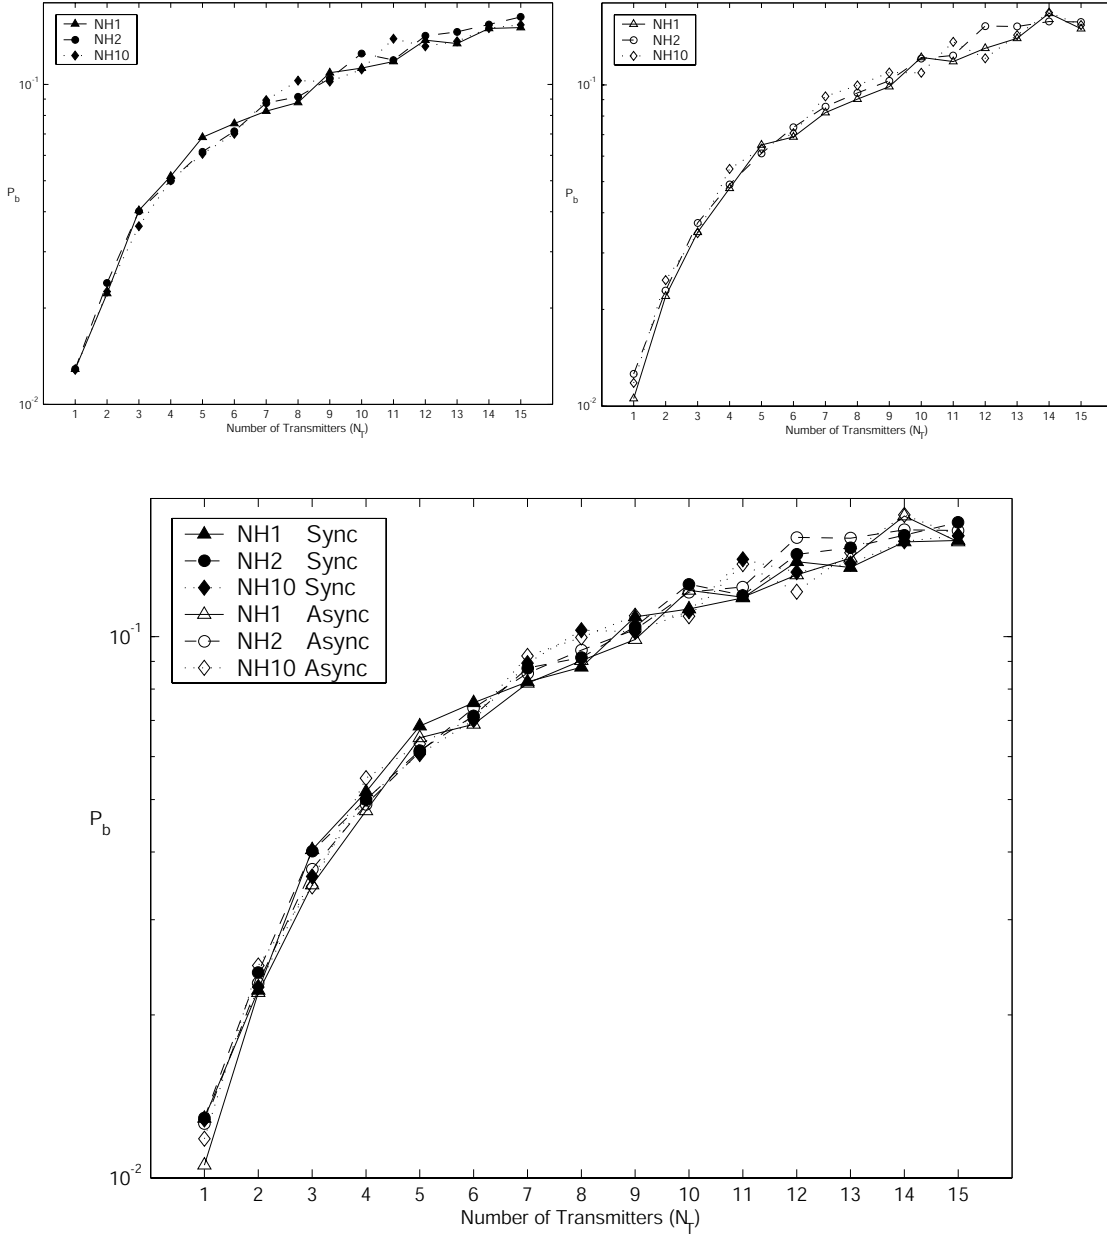 NH1
NH2
NH10
10^-1
P_b
10^-2
1 2 3 4 5 6 7 8 9 10 11 12 13 14 15
Number of Transmitters (N_T)
NH1
NH2
NH10
10^-1
P_b
10^-2
1 2 3 4 5 6 7 8 9 10 11 12 13 14 15
Number of Transmitters (N_T)
NH1 Sync
NH2 Sync
NH10 Sync
NH1 Async
NH2 Async
NH10 Async
10^-1
P_b
10^-2
1 2 3 4 5 6 7 8 9 10 11 12 13 14 15
Number of Transmitters (N_T)